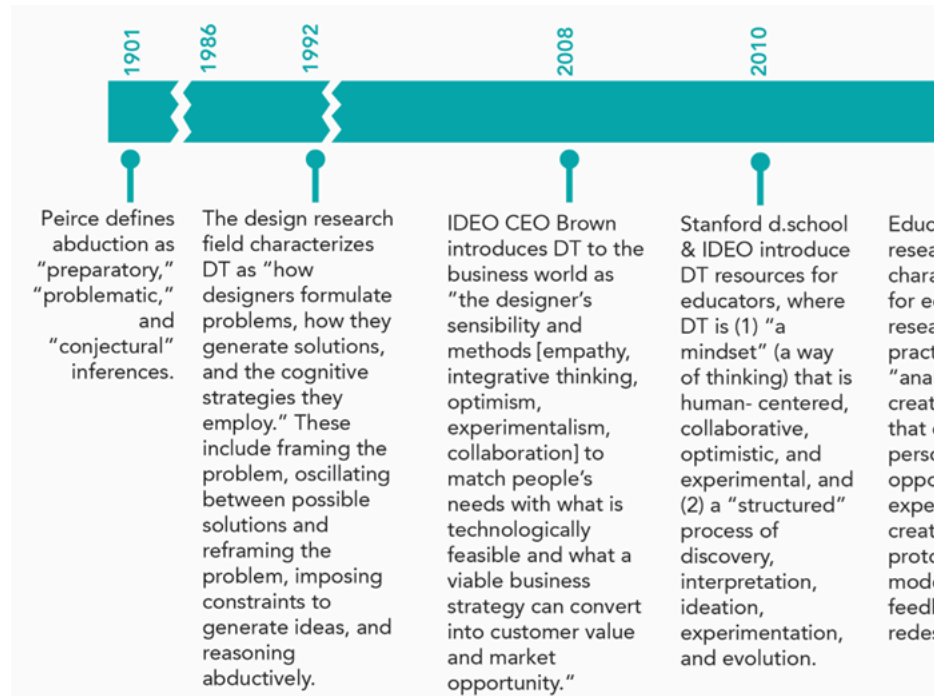 1901
1986
1992
2008
2010
Peirce defines
abduction as
“preparatory,”
“problematic,”
and
“conjectural”
inferences.
The design research
field characterizes
DT as “how
designers formulate
problems, how they
generate solutions,
and the cognitive
strategies they
employ.” These
include framing the
problem, oscillating
between possible
solutions and
reframing the
problem, imposing
constraints to
generate ideas, and
reasoning
abductively.
IDEO CEO Brown
introduces DT to the
business world as
“the designer’s
sensibility and
methods [empathy,
integrative thinking,
optimism,
experimentalism,
collaboration] to
match people’s
needs with what is
technologically
feasible and what a
viable business
strategy can convert
into customer value
and market
opportunity.”
Stanford d.school
& IDEO introduce
DT resources for
educators, where
DT is (1) “a
mindset” (a way
of thinking) that is
human- centered,
collaborative,
optimistic, and
experimental, and
(2) a “structured”
process of
discovery,
interpretation,
ideation,
experimentation,
and evolution.
for
that